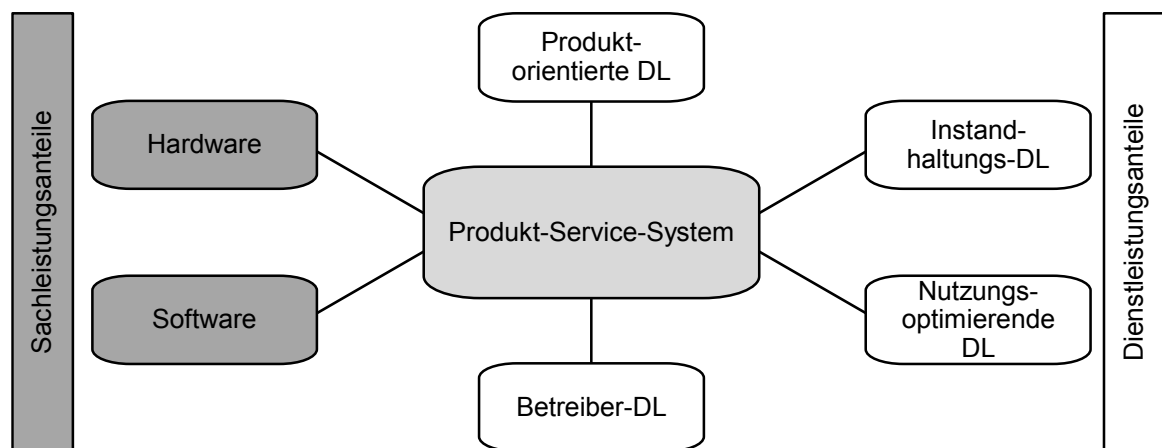 Sachleistungsanteile
Produkt-
orientierte DL
Hardware
Instand-
haltungs-DL
Produkt-Service-System
Software
Nutzungs-
optimierende
DL
Betreiber-DL
Dienstleistungsanteile